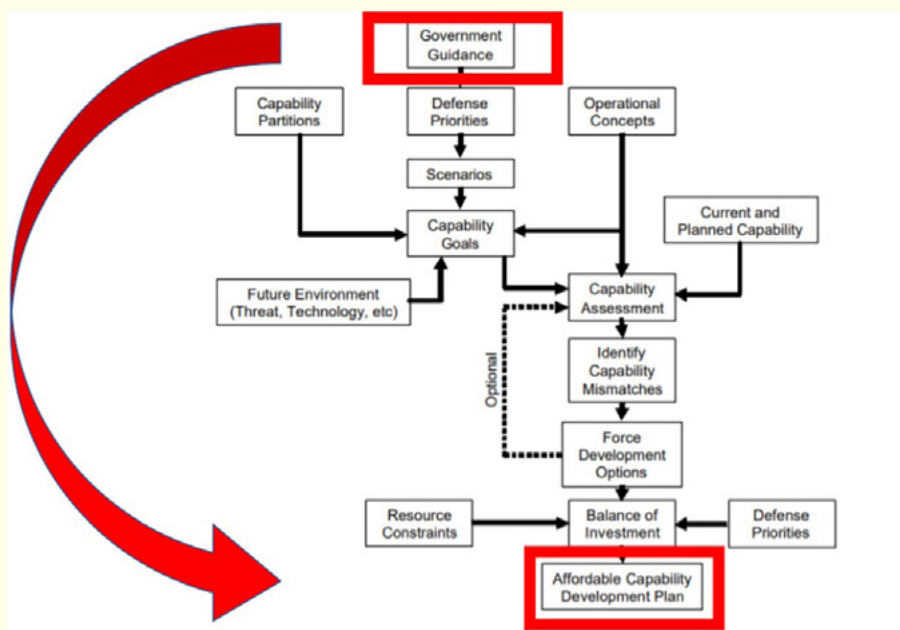 Government
Guidance
Capability
Partitions
Defense
Priorities
Operational
Concepts
Scenarios
Capability
Goals
Current and
Planned Capability
Future Environment
(Threat, Technology, etc)
Capability
Assessment
Optional
Identify
Capability
Mismatches
Force
Development
Options
Resource
Constraints
Balance of
Investment
Defense
Priorities
Affordable Capability
Development Plan